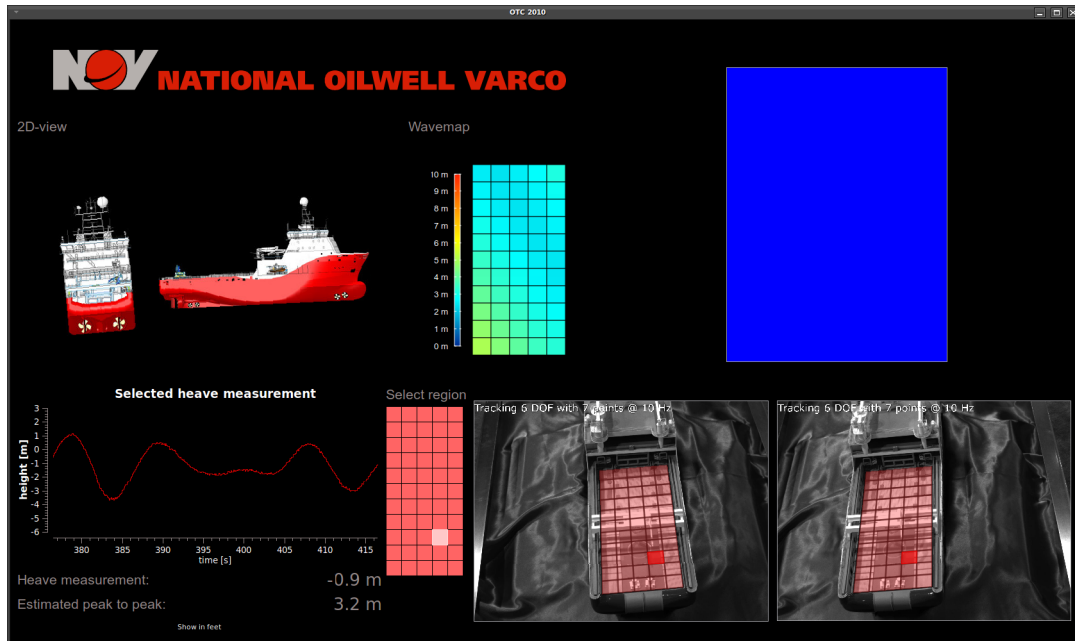 OTC 2010
NOV NATIONAL OILWELL VARCO
2D-view
Wavemap
10 m
9 m
8 m
7 m
6 m
5 m
4 m
3 m
2 m
1 m
0 m
Selected heave measurement
Select region
3
2
1
0
-1
-2
-3
-4
-5
-6
height [m]
380 385 390 395 400 405 410 415
time [s]
Heave measurement: -0.9 m
Estimated peak to peak: 3.2 m
Show in feet
Tracking 6 DOF with 7 points @ 10 Hz
Tracking 6 DOF with 7 points @ 10 Hz